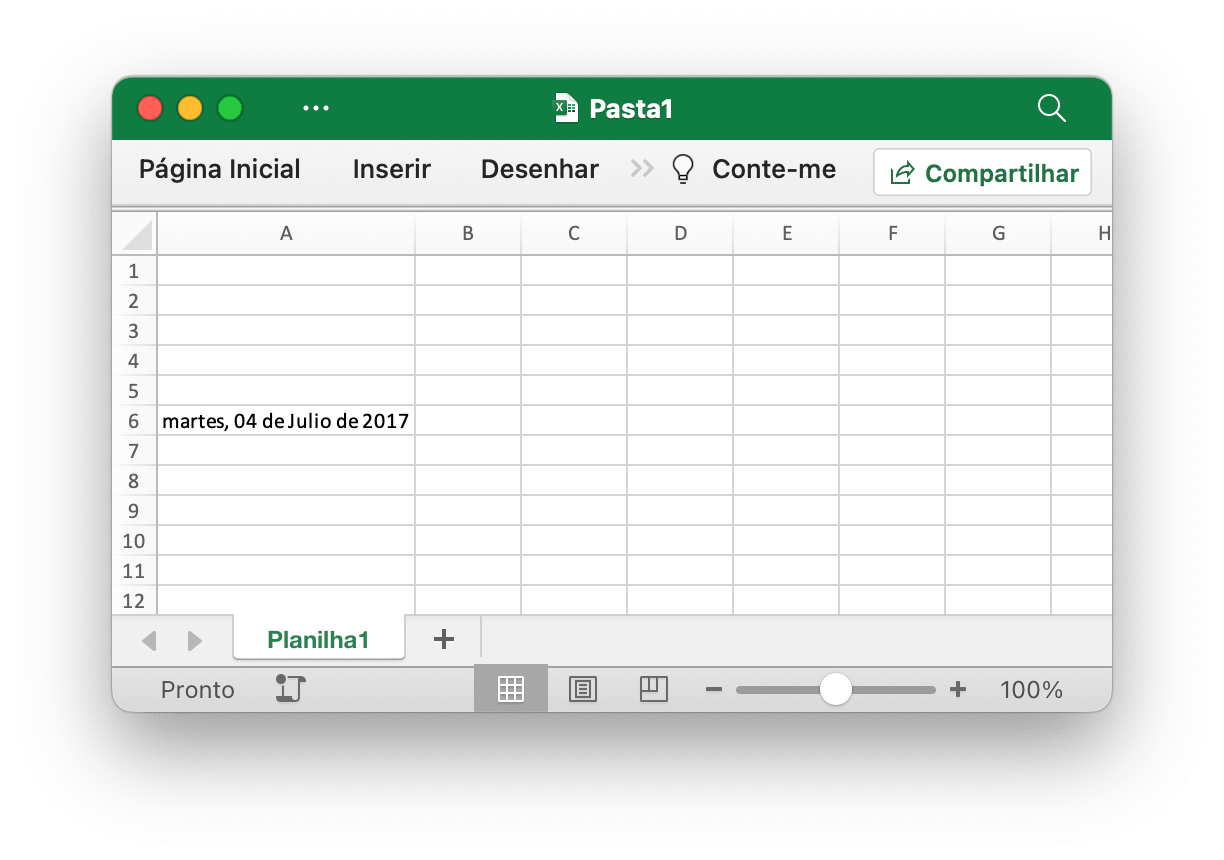 ... Pasta1
Página Inicial Inserir Desenhar >> Conte-me Compartilhar
A B C D E F G H
1
2
3
4
5
6 martes, 04 de Julio de 2017
7
8
9
10
11
12
Planilha1 +
Pronto − + 100%